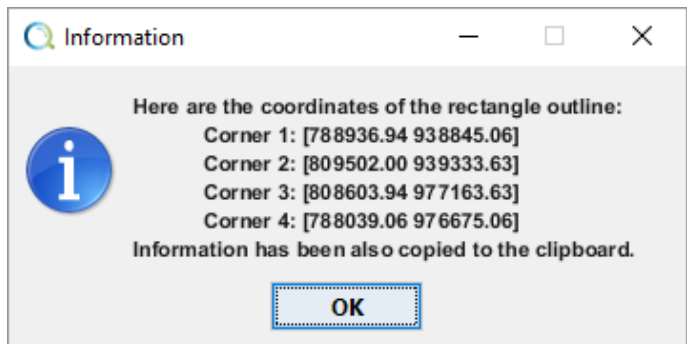 Information
Here are the coordinates of the rectangle outline:
Corner 1: [788936.94 938845.06]
Corner 2: [809502.00 939333.63]
Corner 3: [808603.94 977163.63]
Corner 4: [788039.06 976675.06]
Information has been also copied to the clipboard.
OK